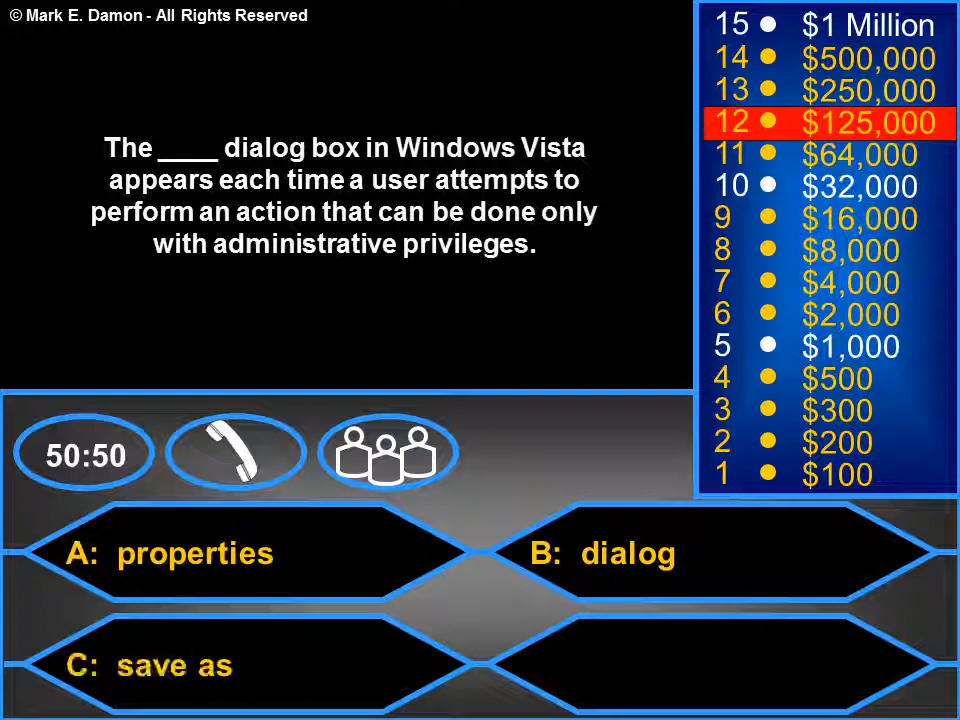 © Mark E. Damon - All Rights Reserved
The ____ dialog box in Windows Vista
appears each time a user attempts to
perform an action that can be done only
with administrative privileges.
15 • $1 Million
14 • $500,000
13 • $250,000
12 • $125,000
11 • $64,000
10 • $32,000
9 • $16,000
8 • $8,000
7 • $4,000
6 • $2,000
5 • $1,000
4 • $500
3 • $300
2 • $200
1 • $100
50:50
A: properties
B: dialog
C: save as